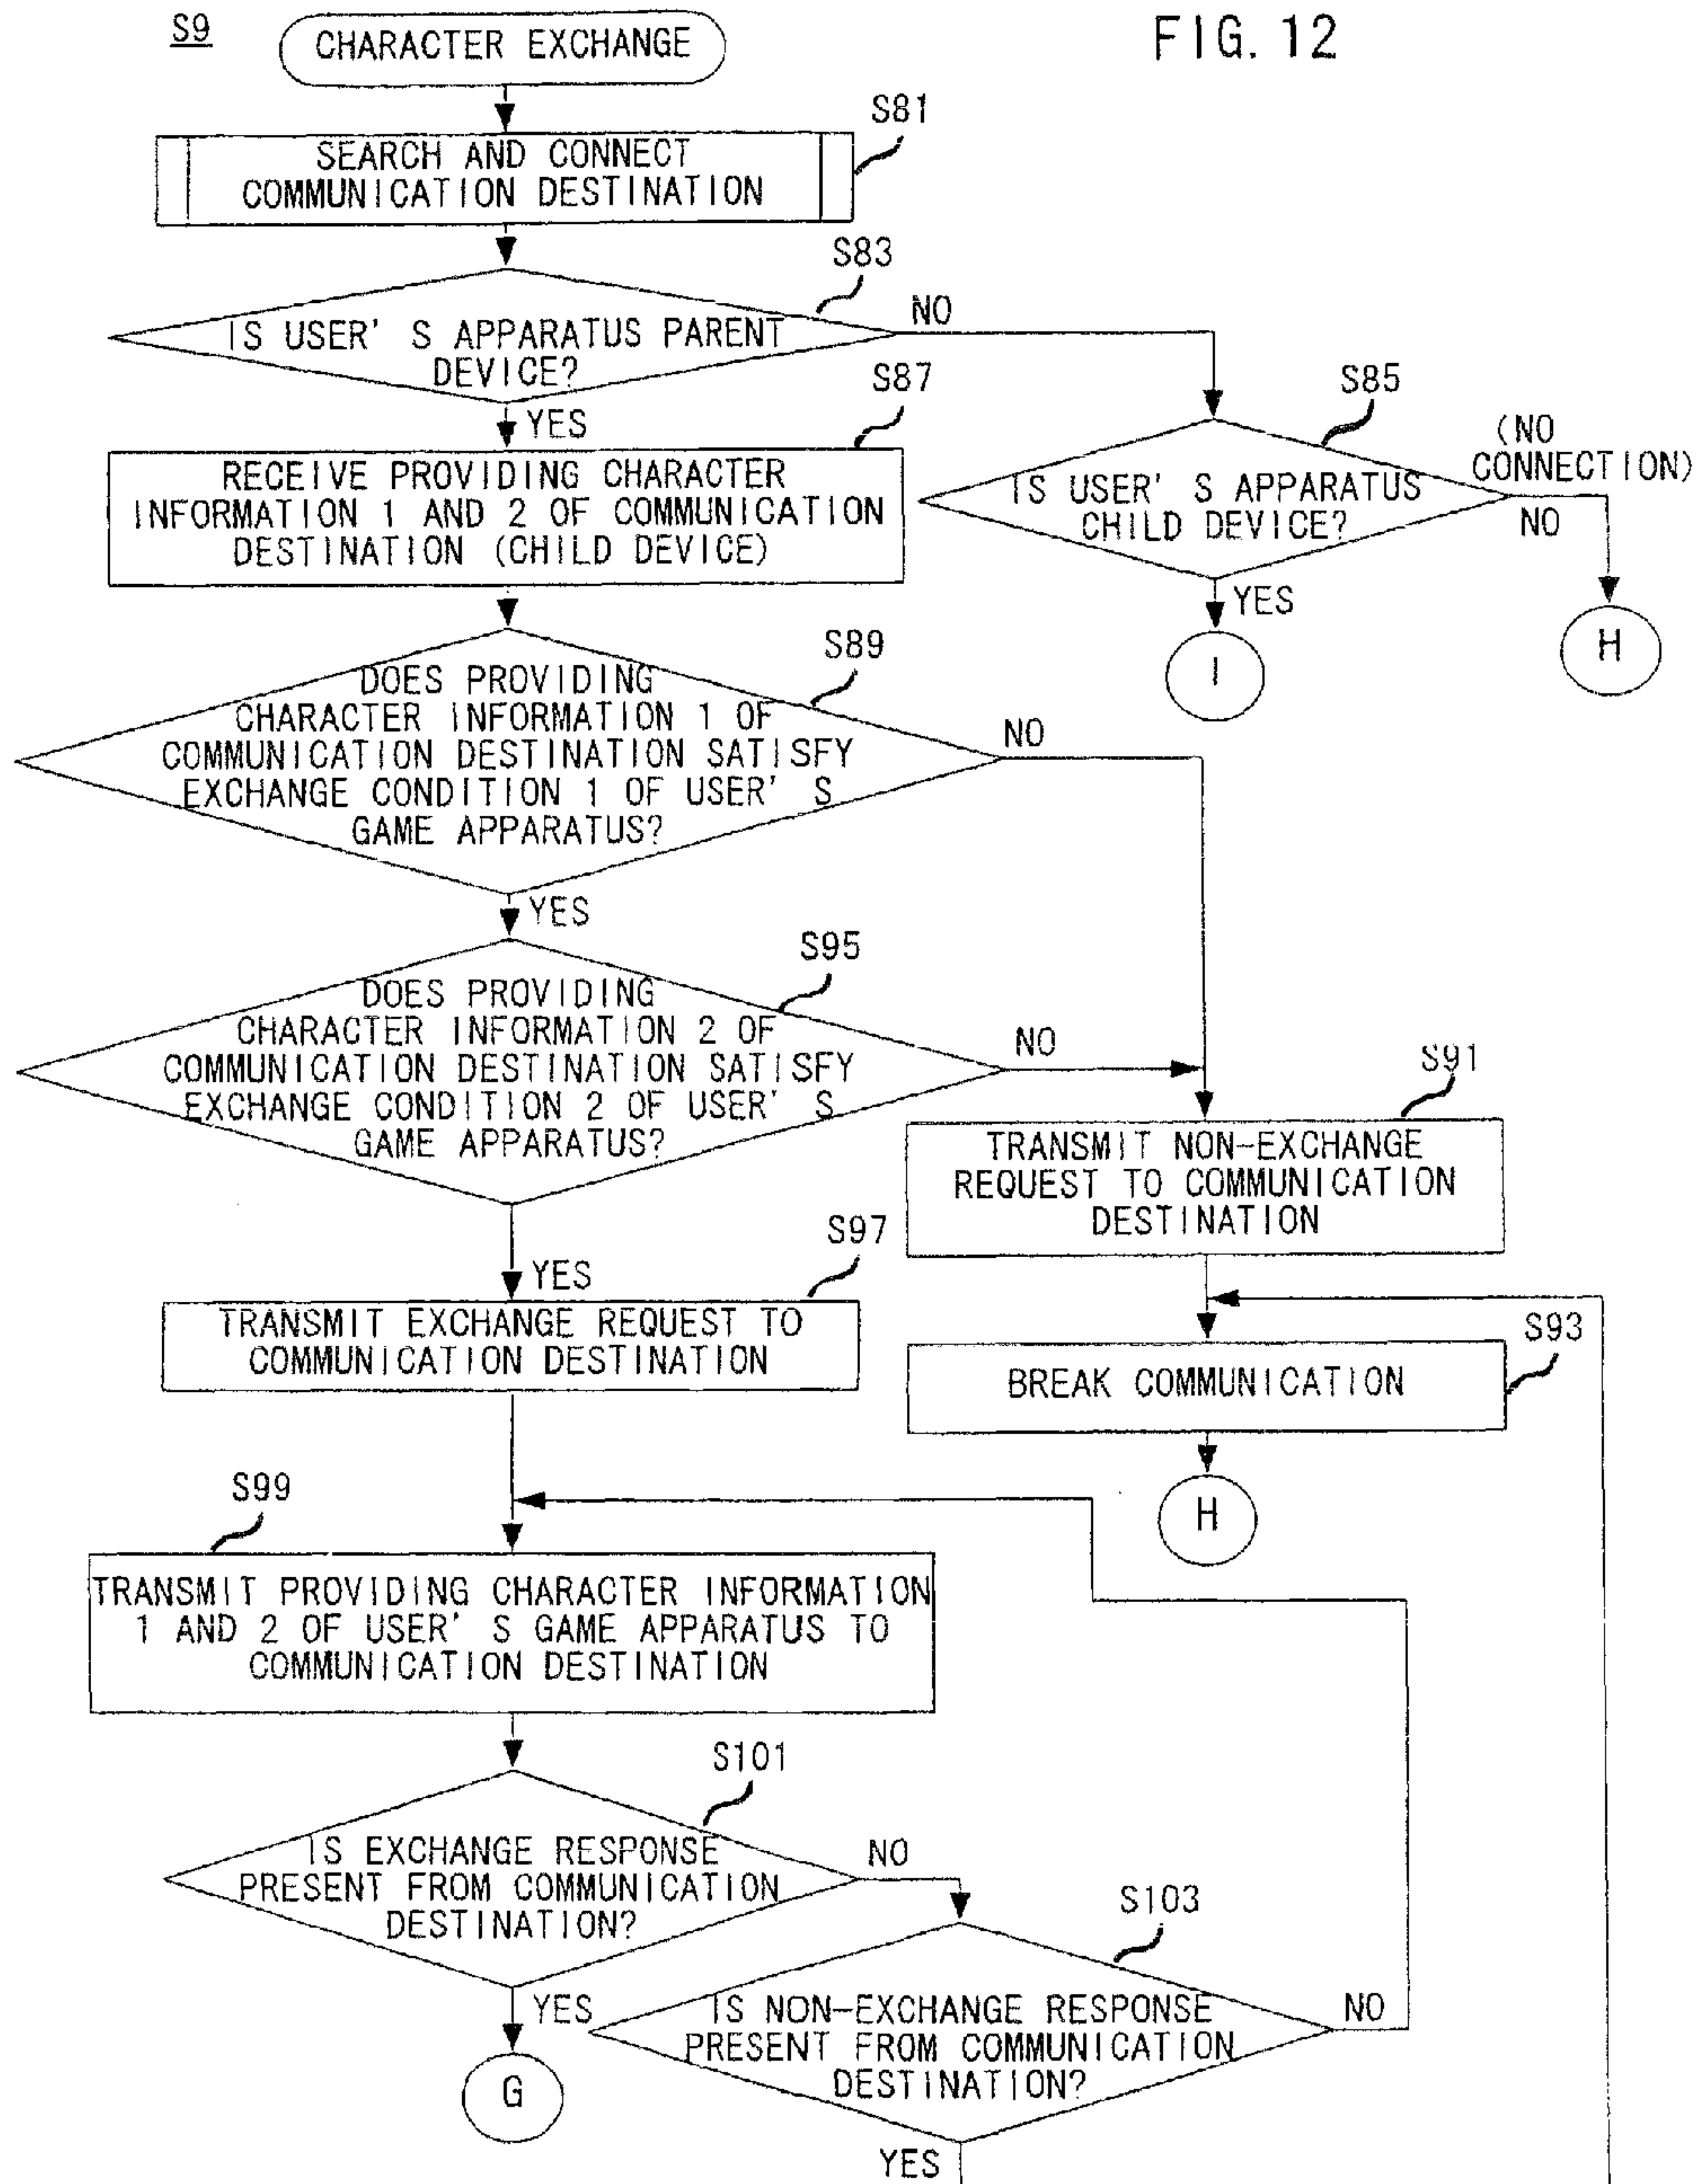 S9
CHARACTER EXCHANGE
FIG. 12
S81
SEARCH AND CONNECT
COMMUNICATION DESTINATION
S83
IS USER' S APPARATUS PARENT
DEVICE?
NO
YES
S85
IS USER' S APPARATUS
CHILD DEVICE?
(NO
CONNECTION)
NO
YES
I
H
S87
RECEIVE PROVIDING CHARACTER
INFORMATION 1 AND 2 OF COMMUNICATION
DESTINATION (CHILD DEVICE)
S89
DOES PROVIDING
CHARACTER INFORMATION 1 OF
COMMUNICATION DESTINATION SATISFY
EXCHANGE CONDITION 1 OF USER' S
GAME APPARATUS?
NO
YES
S95
DOES PROVIDING
CHARACTER INFORMATION 2 OF
COMMUNICATION DESTINATION SATISFY
EXCHANGE CONDITION 2 OF USER' S
GAME APPARATUS?
NO
YES
S91
TRANSMIT NON-EXCHANGE
REQUEST TO COMMUNICATION
DESTINATION
S97
TRANSMIT EXCHANGE REQUEST TO
COMMUNICATION DESTINATION
S93
BREAK COMMUNICATION
H
S99
TRANSMIT PROVIDING CHARACTER INFORMATION
1 AND 2 OF USER' S GAME APPARATUS TO
COMMUNICATION DESTINATION
S101
IS EXCHANGE RESPONSE
PRESENT FROM COMMUNICATION
DESTINATION?
NO
YES
G
S103
IS NON-EXCHANGE RESPONSE
PRESENT FROM COMMUNICATION
DESTINATION?
NO
YES